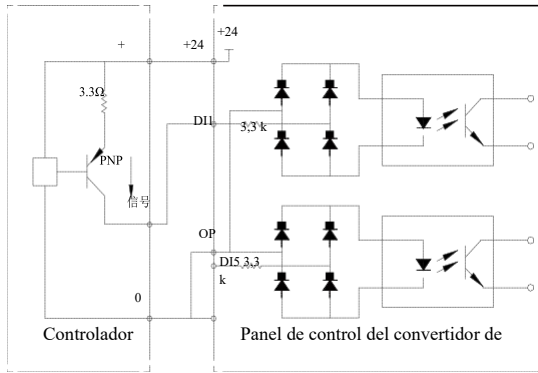 +24
+
+24
3.3Ω
DI1
3,3 k
PNP
信号
OP
DI5 3,3
k
0
Controlador
Panel de control del convertidor de